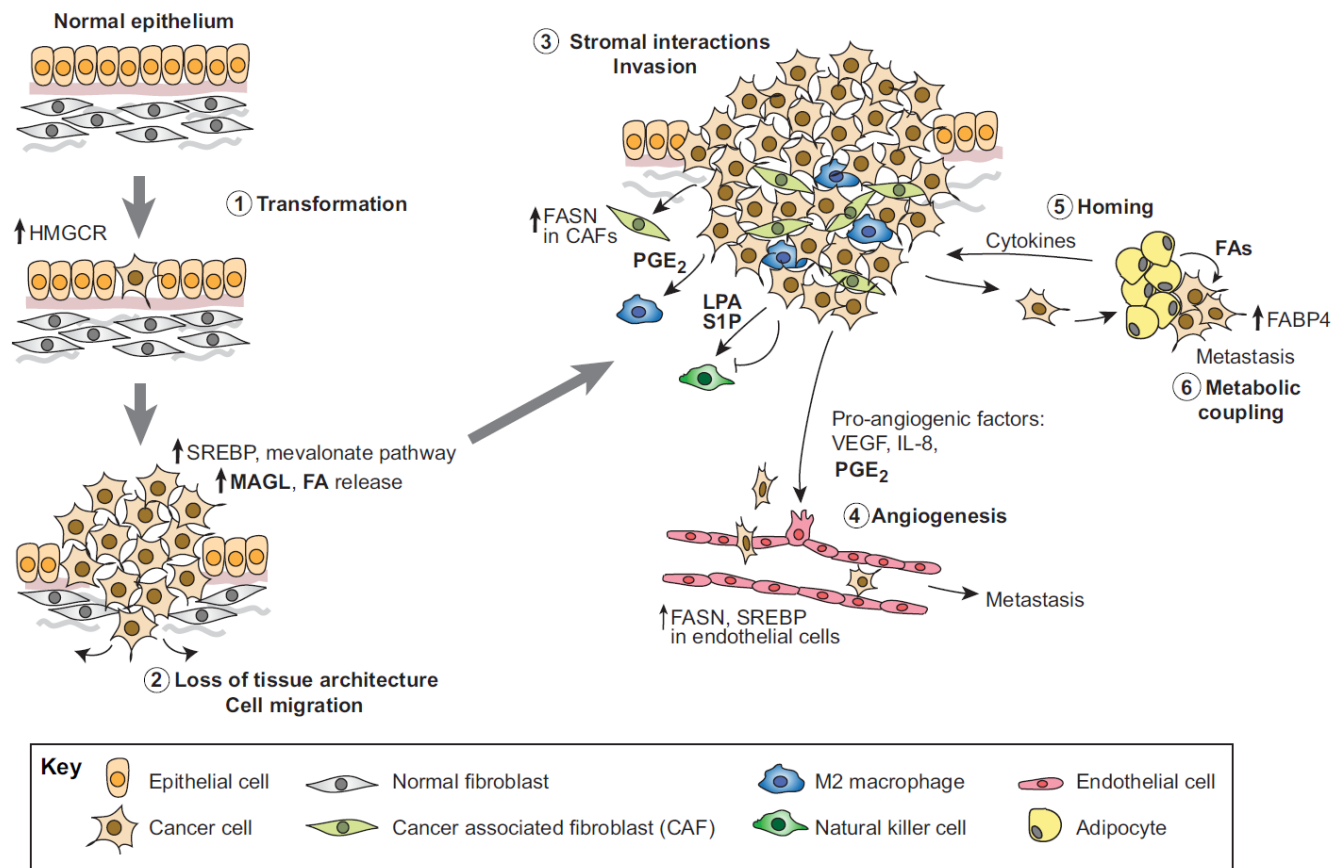 Normal epithelium
1 Transformation
↑HMGCR
↑SREBP, mevalonate pathway
↑MAGL, FA release
2 Loss of tissue architecture
Cell migration
3 Stromal interactions
Invasion
↑FASN
in CAFs
PGE2
LPA
S1P
Pro-angiogenic factors:
VEGF, IL-8,
PGE2
4 Angiogenesis
Metastasis
↑FASN, SREBP
in endothelial cells
5 Homing
Cytokines
FAs
↑FABP4
Metastasis
6 Metabolic
coupling
Key
Epithelial cell
Normal fibroblast
M2 macrophage
Endothelial cell
Cancer cell
Cancer associated fibroblast (CAF)
Natural killer cell
Adipocyte